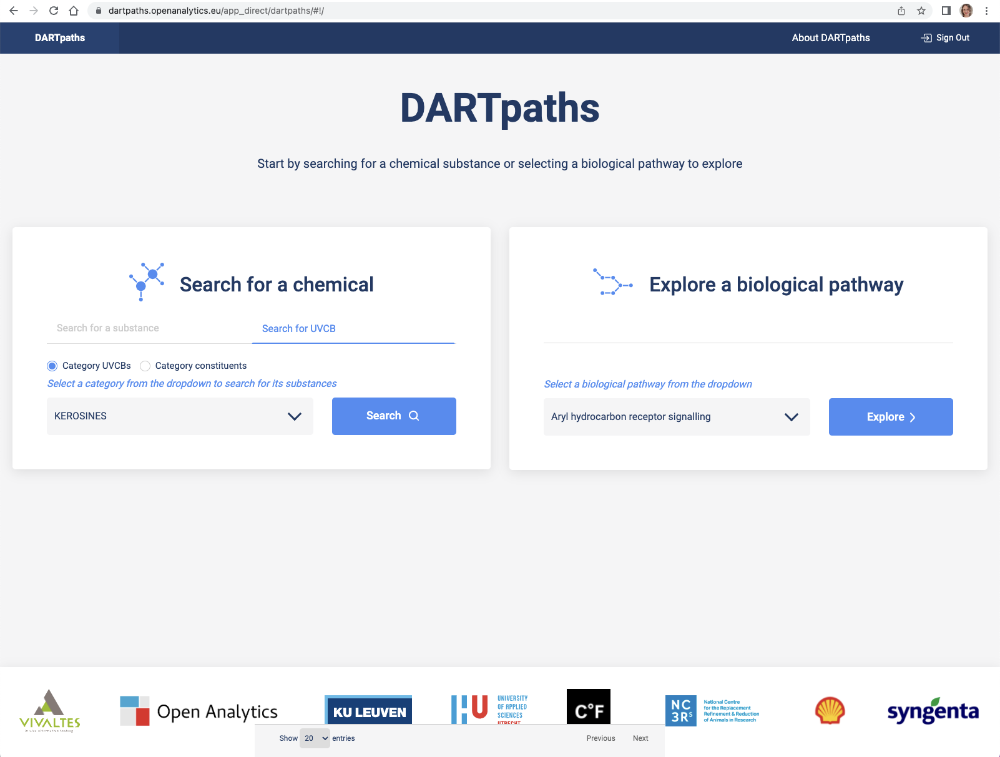 dartpaths.openanalytics.eu/app_direct/dartpaths/#!/
DARTpaths
About DARTpaths
Sign Out
DARTpaths
Start by searching for a chemical substance or selecting a biological pathway to explore
Search for a chemical
Search for a substance
Search for UVCB
Category UVCBs
Category constituents
Select a category from the dropdown to search for its substances
KEROSINES
Search
Explore a biological pathway
Select a biological pathway from the dropdown
Aryl hydrocarbon receptor signalling
Explore
VIVALTES
in vivo alternative testing
Open Analytics
KU LEUVEN
HU
UNIVERSITY
OF APPLIED
SCIENCES
UTRECHT
C°F
NC
3Rs
National Centre
for the Replacement
Refinement & Reduction
of Animals in Research
syngenta
Show 20 entries
Previous
Next